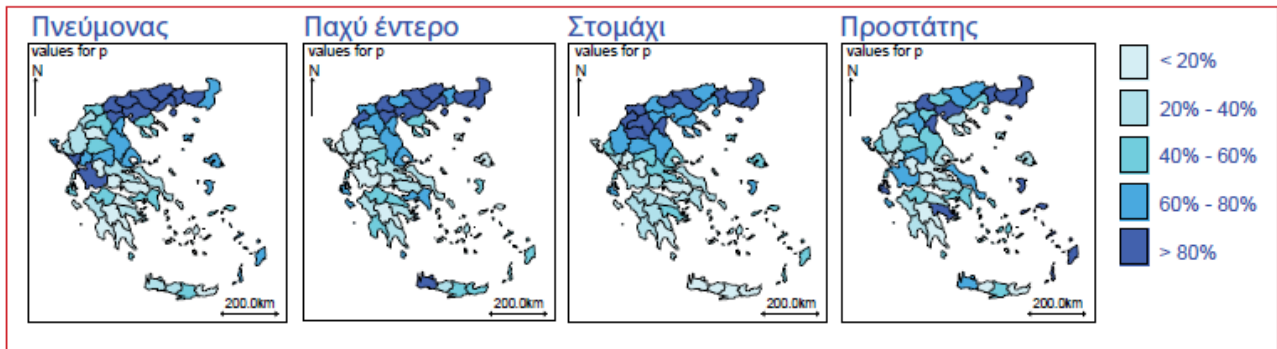 Πνεύμονας
Παχύ έντερο
Στομάχι
Προστάτης
values for p
values for p
values for p
values for p
N
N
N
N
200.0km
200.0km
200.0km
200.0km
< 20%
20% - 40%
40% - 60%
60% - 80%
> 80%